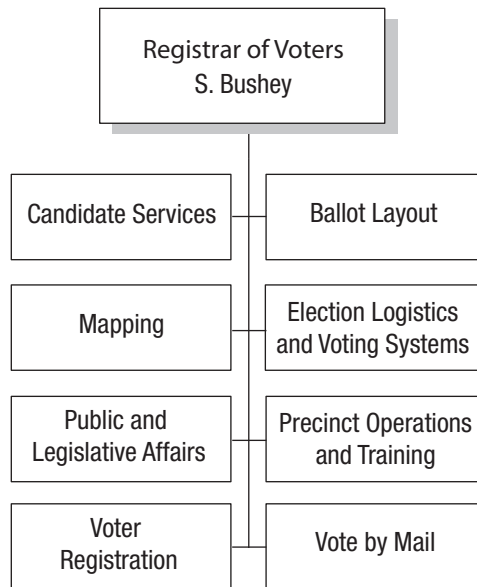 Registrar of Voters
S. Bushey
Candidate Services
Ballot Layout
Mapping
Election Logistics
and Voting Systems
Public and
Legislative Affairs
Precinct Operations
and Training
Voter
Registration
Vote by Mail